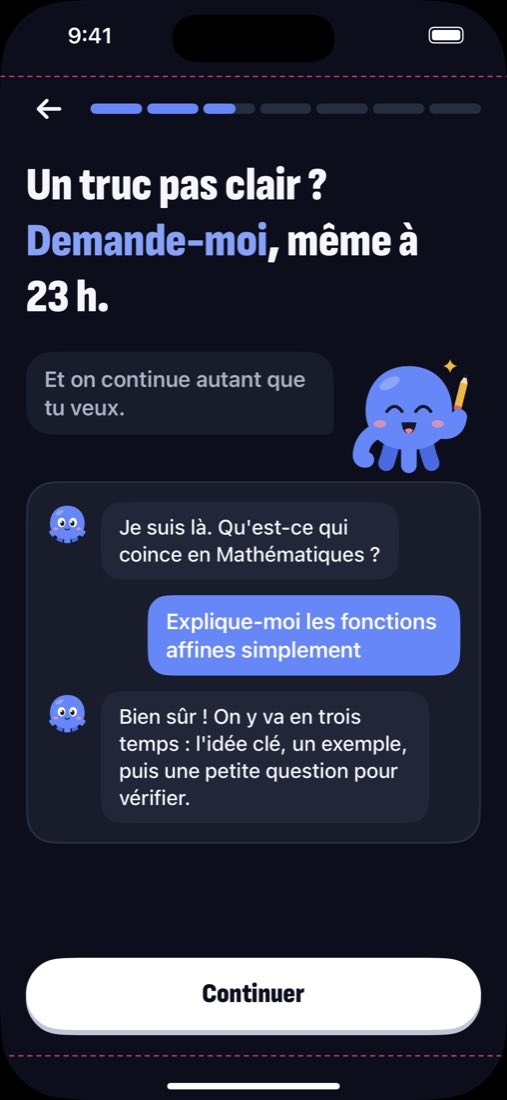 9:41
Un truc pas clair ?
Demande-moi, même à
23 h.
Et on continue autant que
tu veux.
Je suis là. Qu'est-ce qui
coince en Mathématiques ?
Explique-moi les fonctions
affines simplement
Bien sûr ! On y va en trois
temps : l'idée clé, un exemple,
puis une petite question pour
vérifier.
Continuer